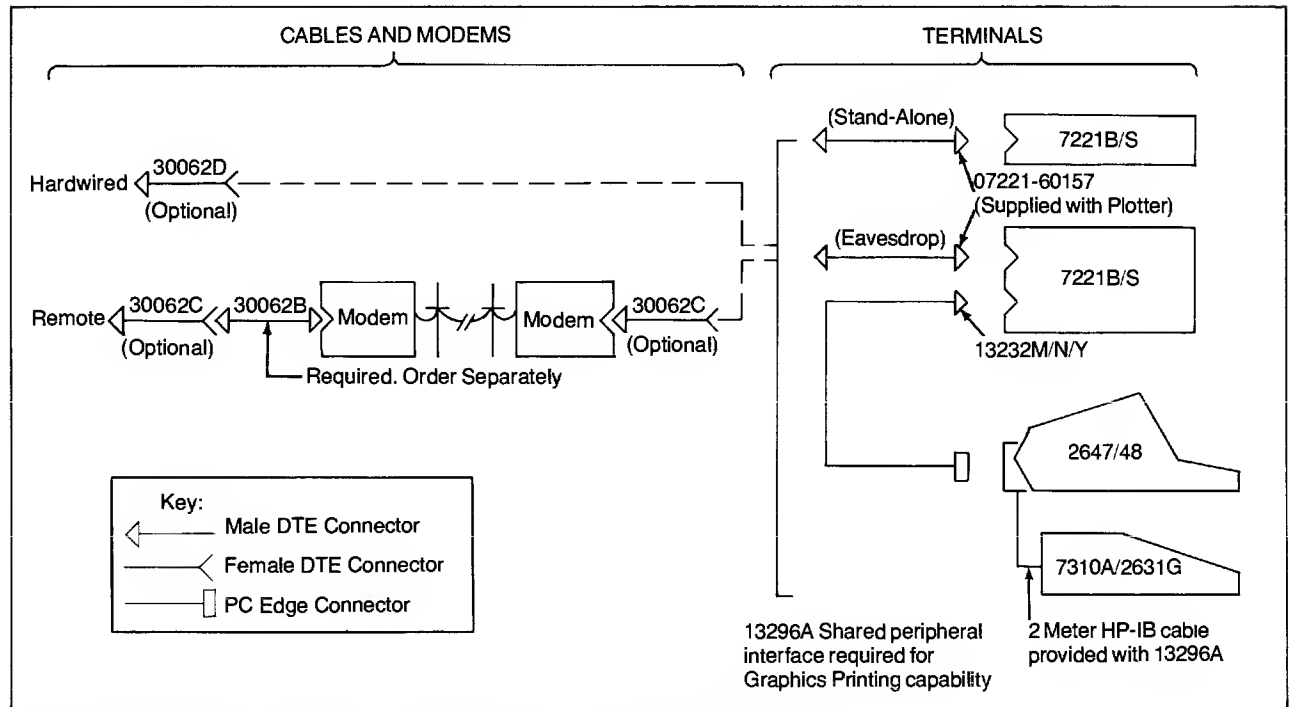 CABLES AND MODEMS
TERMINALS
(Stand-Alone)
7221B/S
30062D
Hardwired
(Optional)
07221-60157
(Supplied with Plotter)
(Eavesdrop)
7221B/S
30062C
30062B
30062C
Remote
Modem
Modem
(Optional)
(Optional)
13232M/N/Y
Required. Order Separately
2647/48
Key:
Male DTE Connector
Female DTE Connector
PC Edge Connector
7310A/2631G
13296A Shared peripheral
interface required for
Graphics Printing capability
2 Meter HP-IB cable
provided with 13296A